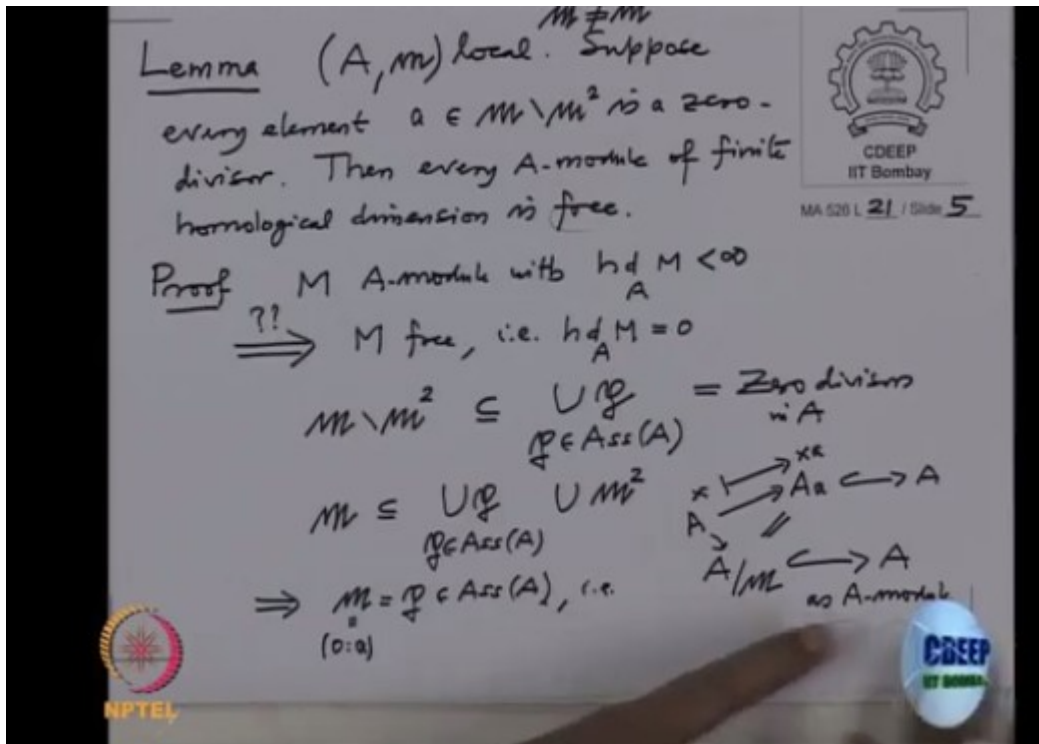 𝔪 ≠ 𝔪
Lemma (A, 𝔪) local. Suppose
every element a ∈ 𝔪∖𝔪² is a zero-
divisor. Then every A-module of finite
homological dimension is free.
Proof M A-module with hd_A M < ∞
??
⟹ M free, i.e. hd_A M = 0
𝔪∖𝔪² ⊆ ∪ 𝔭 = Zero divisors
𝔭 ∈ Ass(A) in A
𝔪 ⊆ ∪ 𝔭 ∪ 𝔪²
𝔭 ∈ Ass(A)
⟹ 𝔪 = 𝔭 ∈ Ass(A), i.e.
=
(0:a)
x ↦ xa
A → Aa ↪ A
=
A/𝔪 ↪ A
as A-module
CDEEP
IIT Bombay
MA 526 L 21 / Slide 5
NPTEL
CDEEP
IIT BOMBAY